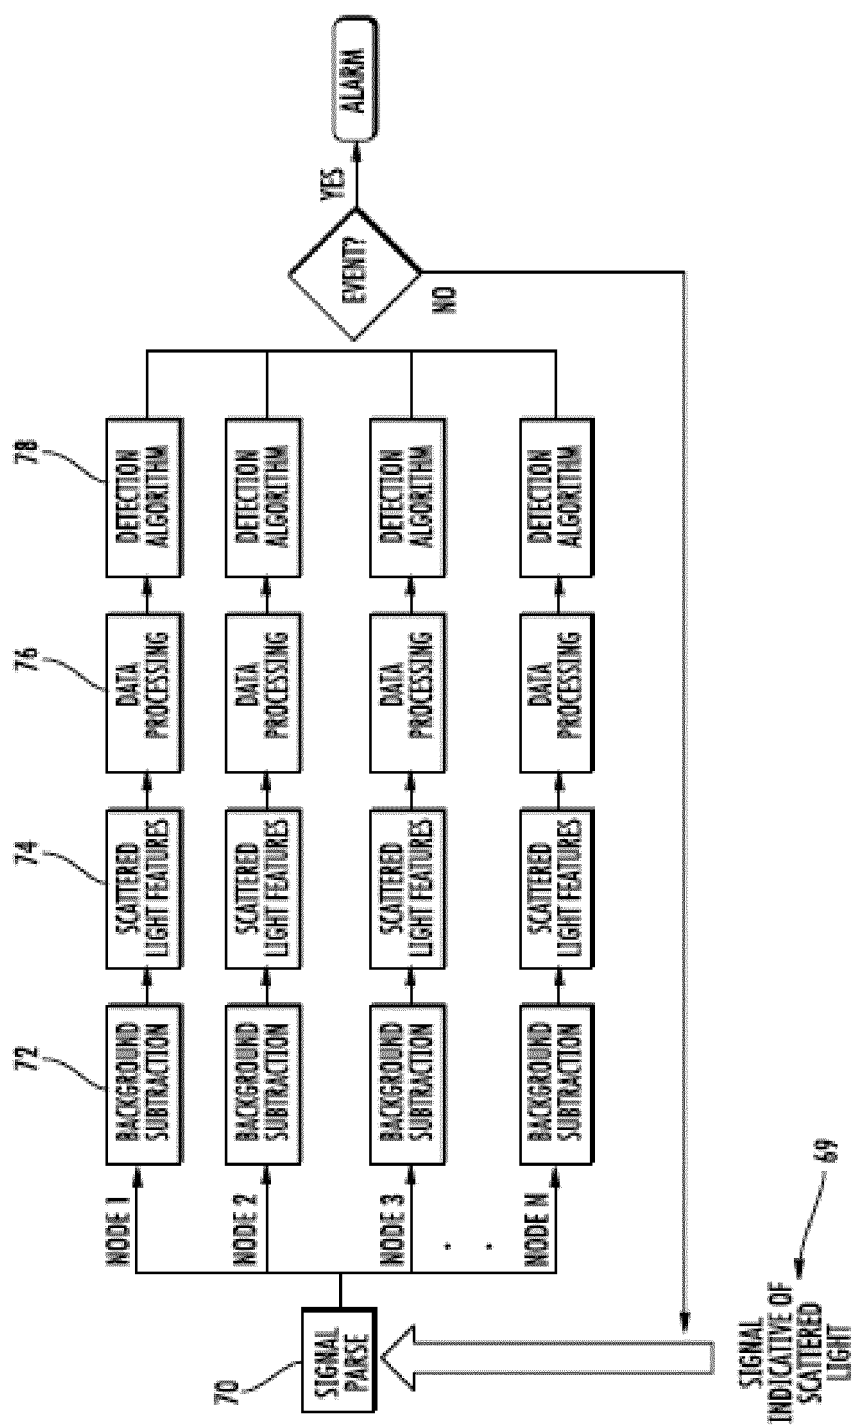 72
74
76
78
NODE 1
BACKGROUND
SUBTRACTION
SCATTERED
LIGHT FEATURES
DATA
PROCESSING
DETECTION
ALGORITHM
NODE 2
BACKGROUND
SUBTRACTION
SCATTERED
LIGHT FEATURES
DATA
PROCESSING
DETECTION
ALGORITHM
70
SIGNAL
PARSE
EVENT?
YES
ALARM
NO
NODE 3
BACKGROUND
SUBTRACTION
SCATTERED
LIGHT FEATURES
DATA
PROCESSING
DETECTION
ALGORITHM
NODE N
BACKGROUND
SUBTRACTION
SCATTERED
LIGHT FEATURES
DATA
PROCESSING
DETECTION
ALGORITHM
SIGNAL
INDICATIVE OF
SCATTERED
LIGHT
69